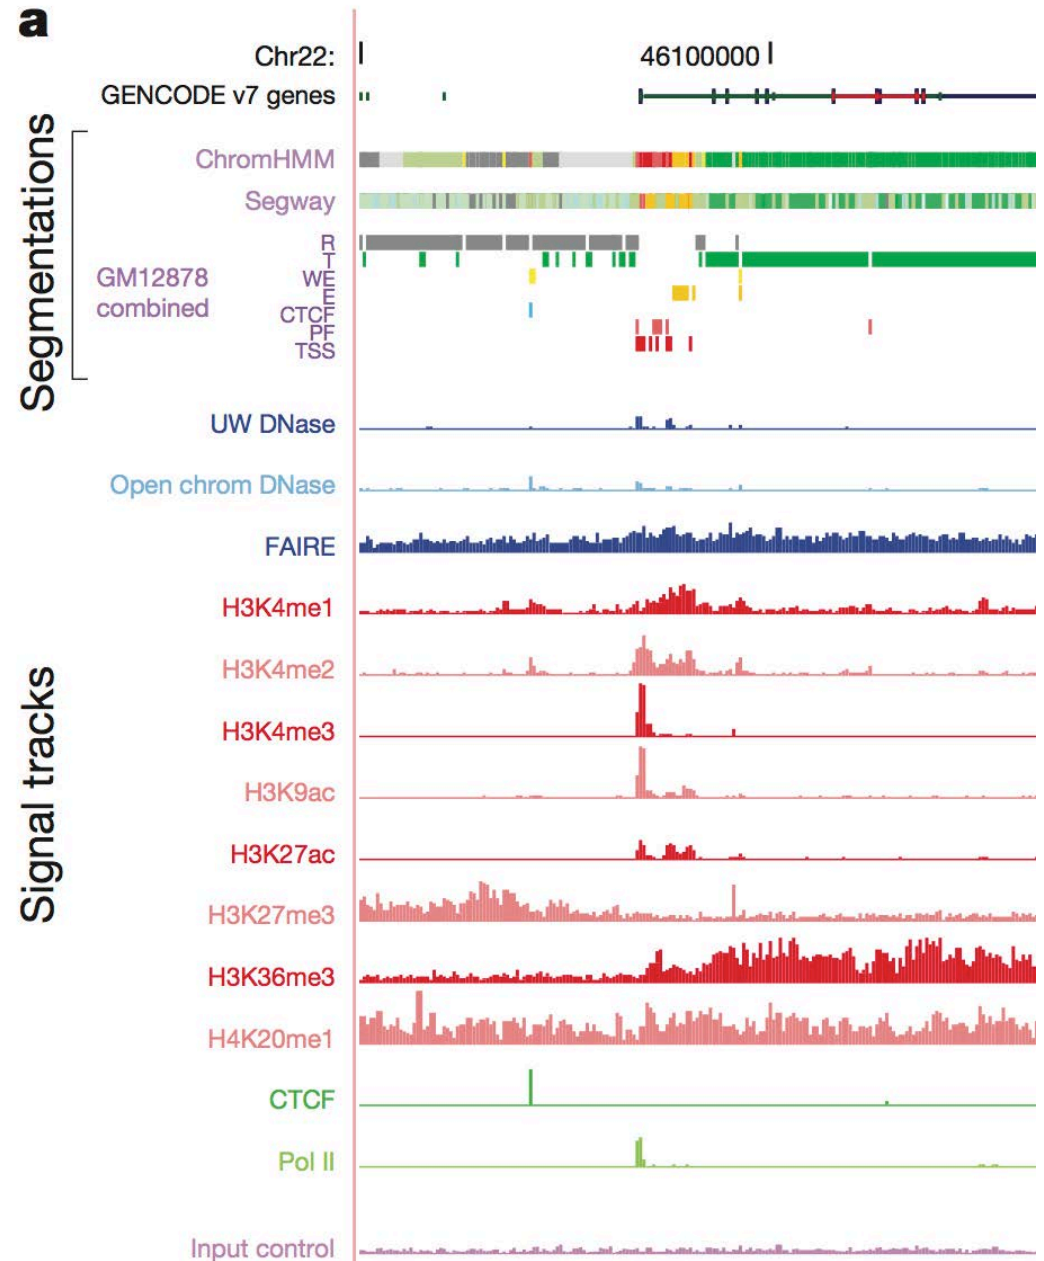 a
Chr22:
46100000
GENCODE v7 genes
Segmentations
ChromHMM
Segway
GM12878
combined
R
T
WE
E
CTCF
PF
TSS
Signal tracks
UW DNase
Open chrom DNase
FAIRE
H3K4me1
H3K4me2
H3K4me3
H3K9ac
H3K27ac
H3K27me3
H3K36me3
H4K20me1
CTCF
Pol II
Input control